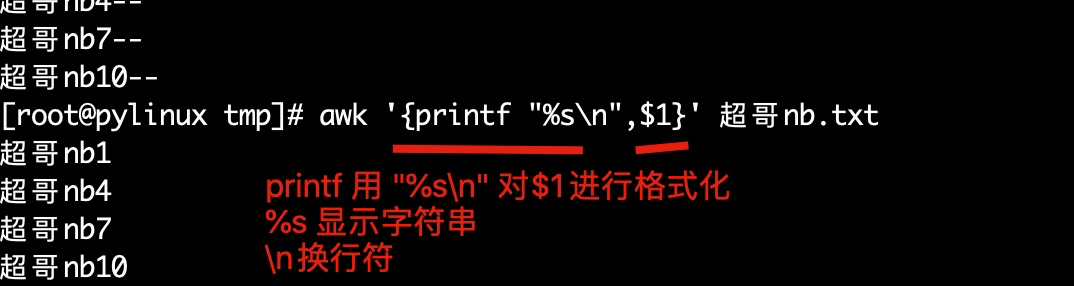 超哥nb4--
超哥nb7--
超哥nb10--
[root@pylinux tmp]# awk '{printf "%s\n",$1}' 超哥nb.txt
超哥nb1
超哥nb4
超哥nb7
超哥nb10
printf 用 "%s\n" 对$1进行格式化
%s 显示字符串
\n换行符